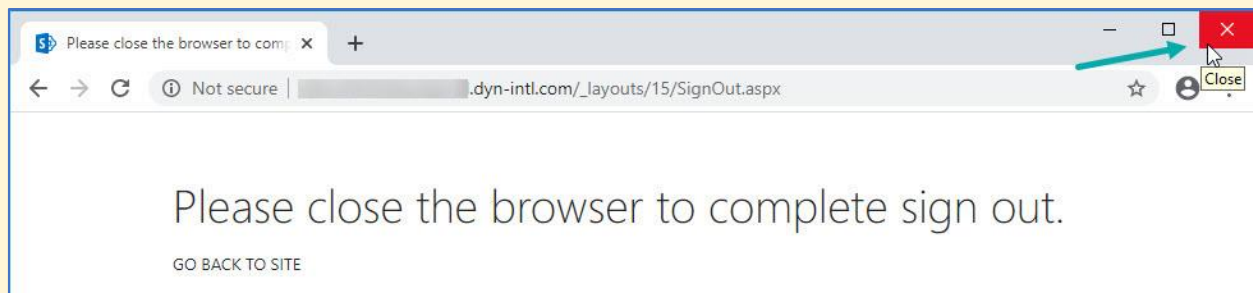 Please close the browser to comp
Not secure
.dyn-intl.com/_layouts/15/SignOut.aspx
Close
Please close the browser to complete sign out.
GO BACK TO SITE